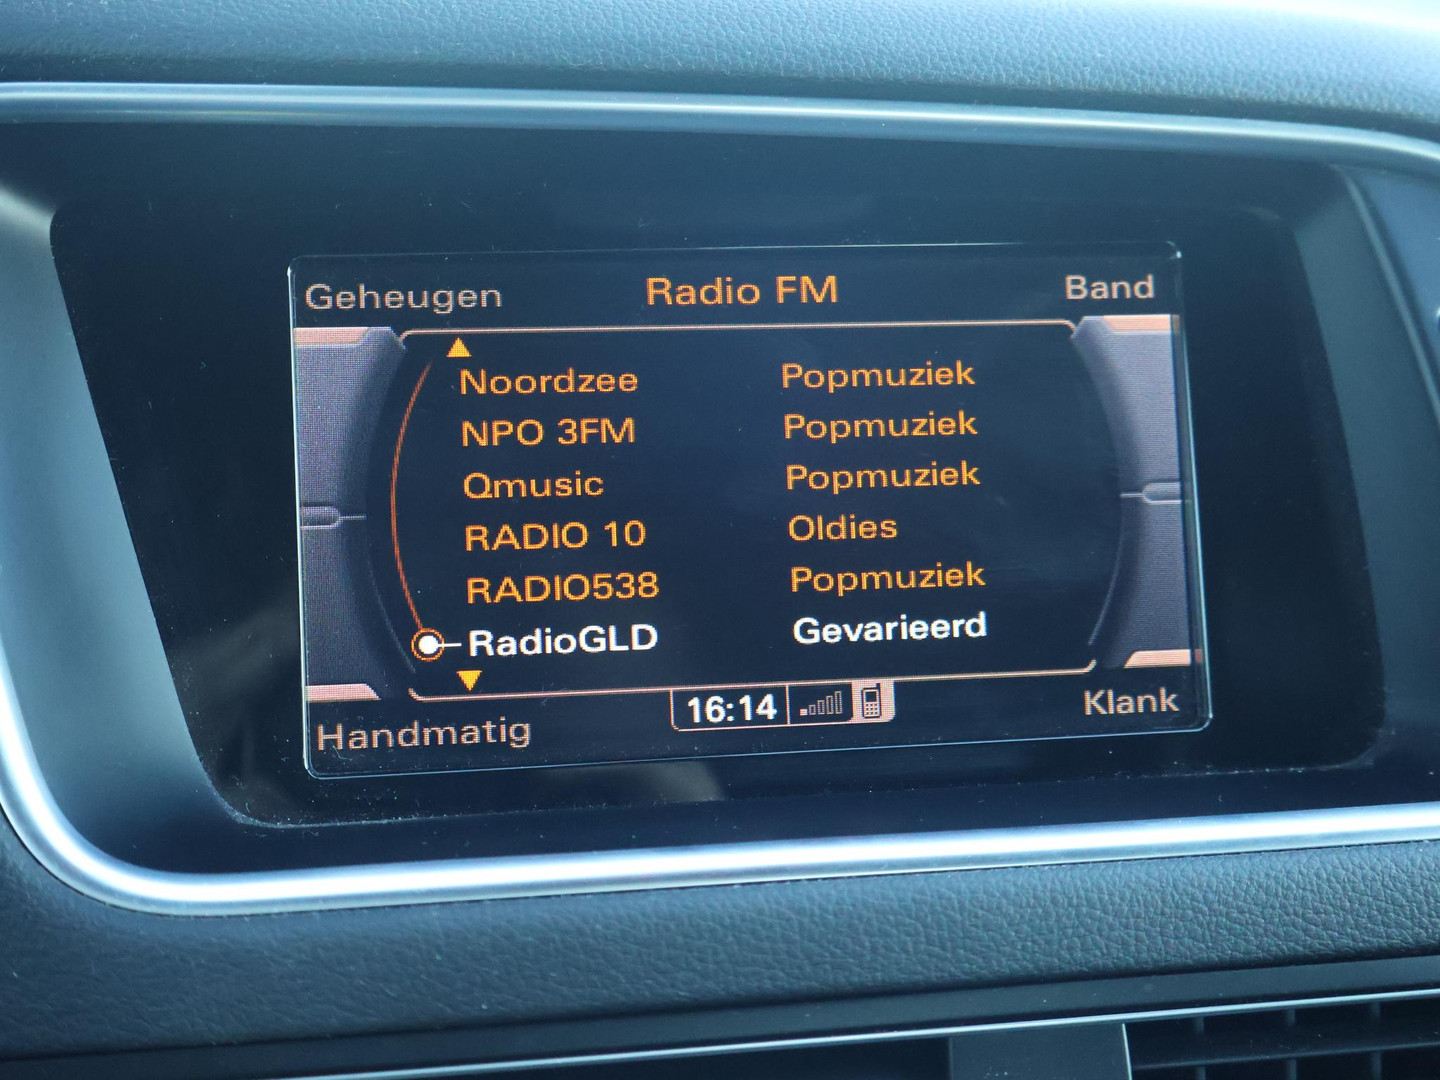 Geheugen Radio FM Band
Noordzee Popmuziek
NPO 3FM Popmuziek
Qmusic Popmuziek
RADIO 10 Oldies
RADIO538 Popmuziek
RadioGLD Gevarieerd
Handmatig 16:14 Klank